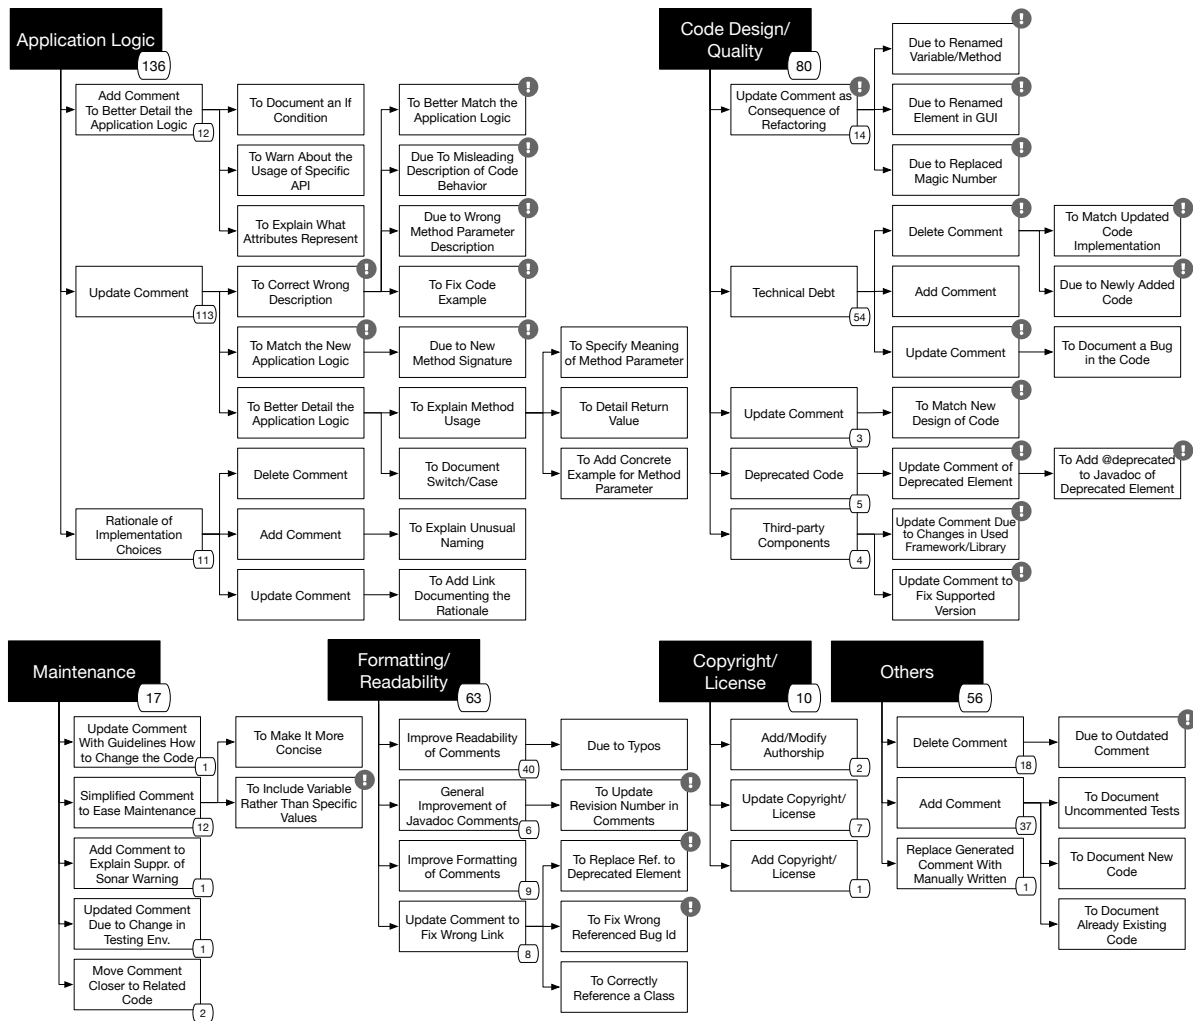 Application Logic
136
Add Comment
To Better Detail the
Application Logic
12
To Document an If
Condition
To Warn About the
Usage of Specific
API
To Explain What
Attributes Represent
Update Comment
113
To Correct Wrong
Description
!
To Better Match the
Application Logic
!
Due To Misleading
Description of Code
Behavior
!
Due to Wrong
Method Parameter
Description
!
To Fix Code
Example
!
To Match the New
Application Logic
!
Due to New
Method Signature
!
To Better Detail the
Application Logic
To Explain Method
Usage
To Specify Meaning
of Method Parameter
To Detail Return
Value
To Add Concrete
Example for Method
Parameter
To Document
Switch/Case
Rationale of
Implementation
Choices
11
Delete Comment
Add Comment
To Explain Unusual
Naming
Update Comment
To Add Link
Documenting the
Rationale
Code Design/
Quality
80
Update Comment as
Consequence of
Refactoring
!
14
Due to Renamed
Variable/Method
!
Due to Renamed
Element in GUI
!
Due to Replaced
Magic Number
!
Technical Debt
54
Delete Comment
!
To Match Updated
Code
Implementation
!
Due to Newly Added
Code
!
Add Comment
Update Comment
!
To Document a Bug
in the Code
Update Comment
3
To Match New
Design of Code
!
Deprecated Code
5
Update Comment of
Deprecated Element
!
To Add @deprecated
to Javadoc of
Deprecated Element
!
Third-party
Components
4
Update Comment Due
to Changes in Used
Framework/Library
!
Update Comment to
Fix Supported
Version
!
Maintenance
17
Update Comment
With Guidelines How
to Change the Code
1
Simplified Comment
to Ease Maintenance
12
To Make It More
Concise
To Include Variable
Rather Than Specific
Values
!
Add Comment to
Explain Suppr. of
Sonar Warning
1
Updated Comment
Due to Change in
Testing Env.
1
Move Comment
Closer to Related
Code
2
Formatting/
Readability
63
Improve Readability
of Comments
40
Due to Typos
General
Improvement of
Javadoc Comments
6
To Update
Revision Number in
Comments
!
Improve Formatting
of Comments
9
Update Comment to
Fix Wrong Link
8
To Replace Ref. to
Deprecated Element
!
To Fix Wrong
Referenced Bug Id
!
To Correctly
Reference a Class
Copyright/
License
10
Add/Modify
Authorship
2
Update Copyright/
License
7
Add Copyright/
License
1
Others
56
Delete Comment
18
Due to Outdated
Comment
!
Add Comment
37
To Document
Uncommented Tests
To Document New
Code
To Document
Already Existing
Code
Replace Generated
Comment With
Manually Written
1